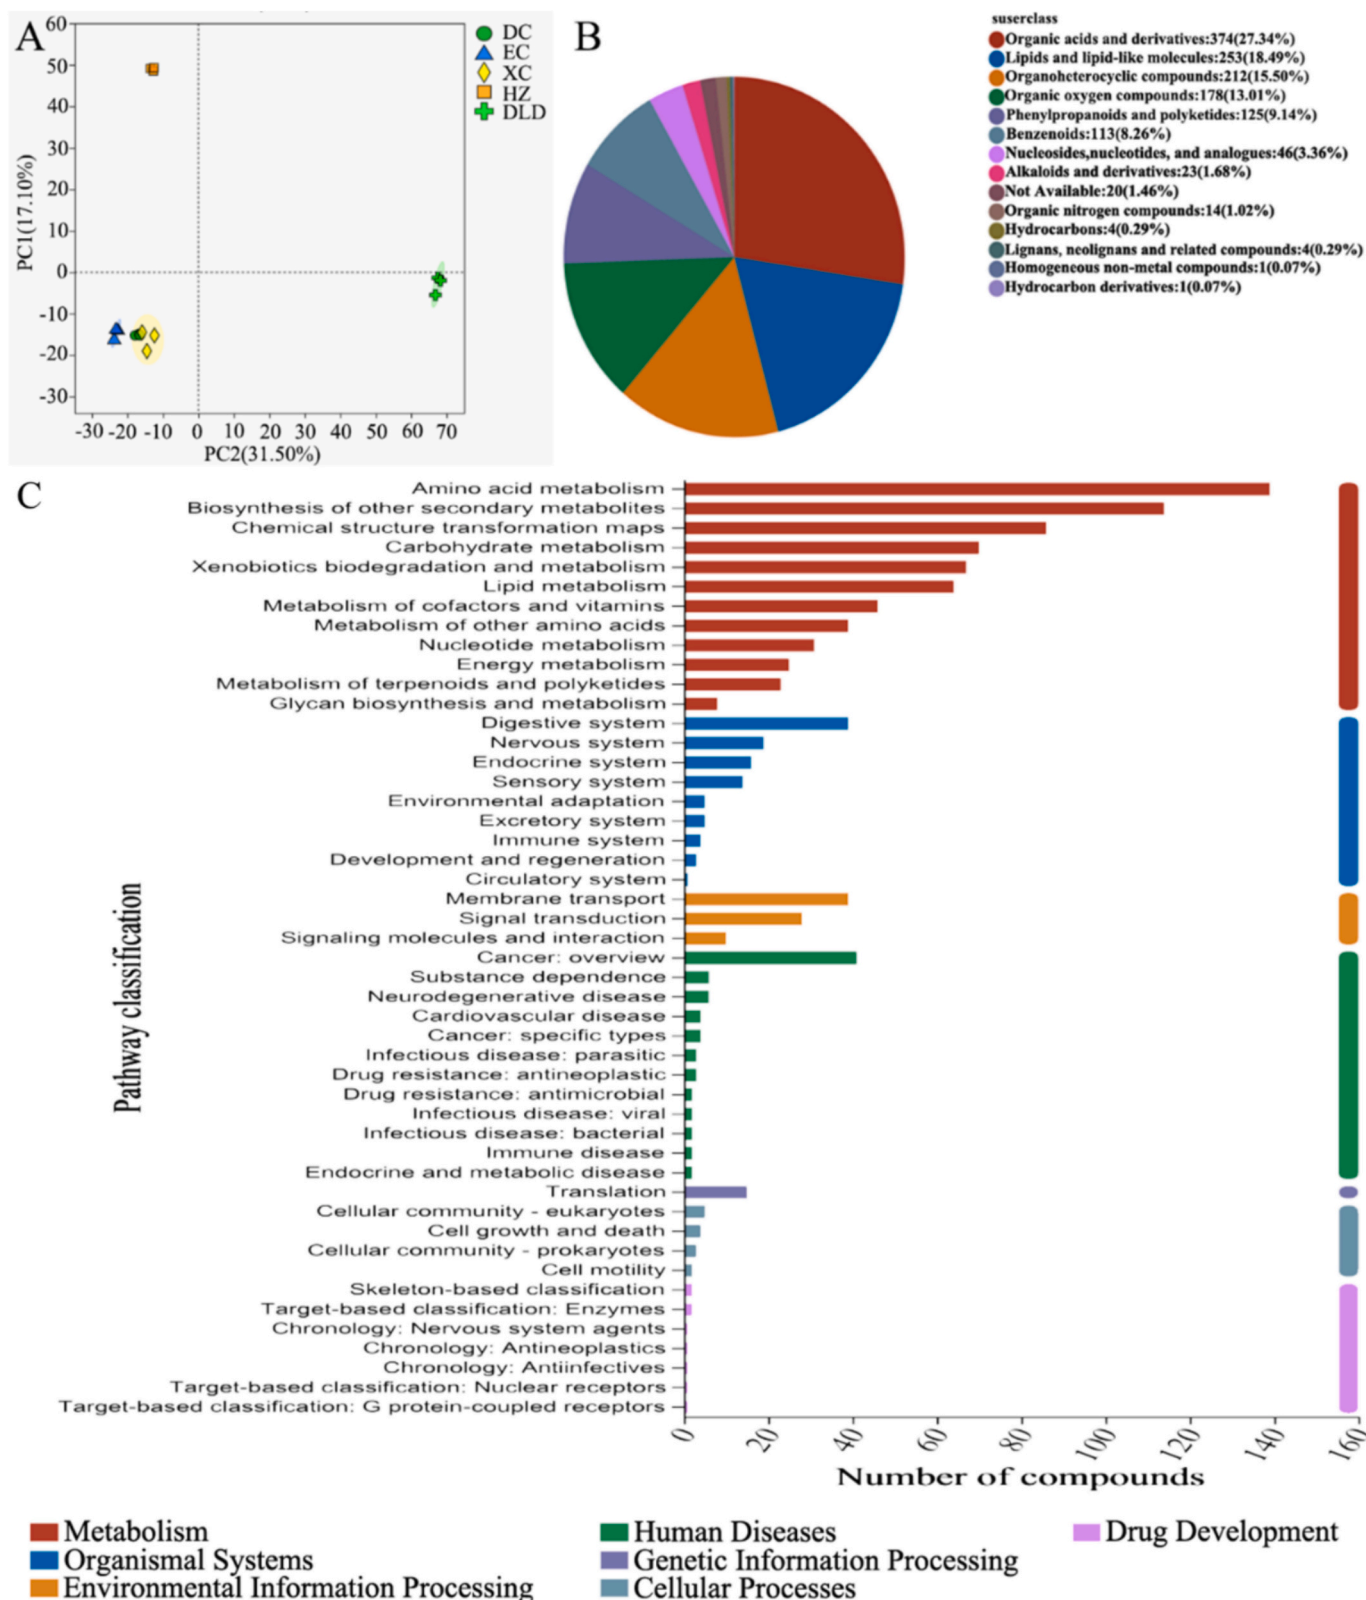 A
60
50
40
30
20
10
0
-10
-20
-30
PC1(17.10%)
-30 -20 -10 0 10 20 30 40 50 60 70
PC2(31.50%)
DC
EC
XC
HZ
DLD
B
suserclass
Organic acids and derivatives:374(27.34%)
Lipids and lipid-like molecules:253(18.49%)
Organoheterocyclic compounds:212(15.50%)
Organic oxygen compounds:178(13.01%)
Phenylpropanoids and polyketides:125(9.14%)
Benzenoids:113(8.26%)
Nucleosides,nucleotides, and analogues:46(3.36%)
Alkaloids and derivatives:23(1.68%)
Not Available:20(1.46%)
Organic nitrogen compounds:14(1.02%)
Hydrocarbons:4(0.29%)
Lignans, neolignans and related compounds:4(0.29%)
Homogeneous non-metal compounds:1(0.07%)
Hydrocarbon derivatives:1(0.07%)
C
Pathway classification
Amino acid metabolism
Biosynthesis of other secondary metabolites
Chemical structure transformation maps
Carbohydrate metabolism
Xenobiotics biodegradation and metabolism
Lipid metabolism
Metabolism of cofactors and vitamins
Metabolism of other amino acids
Nucleotide metabolism
Energy metabolism
Metabolism of terpenoids and polyketides
Glycan biosynthesis and metabolism
Digestive system
Nervous system
Endocrine system
Sensory system
Environmental adaptation
Excretory system
Immune system
Development and regeneration
Circulatory system
Membrane transport
Signal transduction
Signaling molecules and interaction
Cancer: overview
Substance dependence
Neurodegenerative disease
Cardiovascular disease
Cancer: specific types
Infectious disease: parasitic
Drug resistance: antineoplastic
Drug resistance: antimicrobial
Infectious disease: viral
Infectious disease: bacterial
Immune disease
Endocrine and metabolic disease
Translation
Cellular community - eukaryotes
Cell growth and death
Cellular community - prokaryotes
Cell motility
Skeleton-based classification
Target-based classification: Enzymes
Chronology: Nervous system agents
Chronology: Antineoplastics
Chronology: Antiinfectives
Target-based classification: Nuclear receptors
Target-based classification: G protein-coupled receptors
0 20 40 60 80 100 120 140 160
Number of compounds
Metabolism
Organismal Systems
Environmental Information Processing
Human Diseases
Genetic Information Processing
Cellular Processes
Drug Development